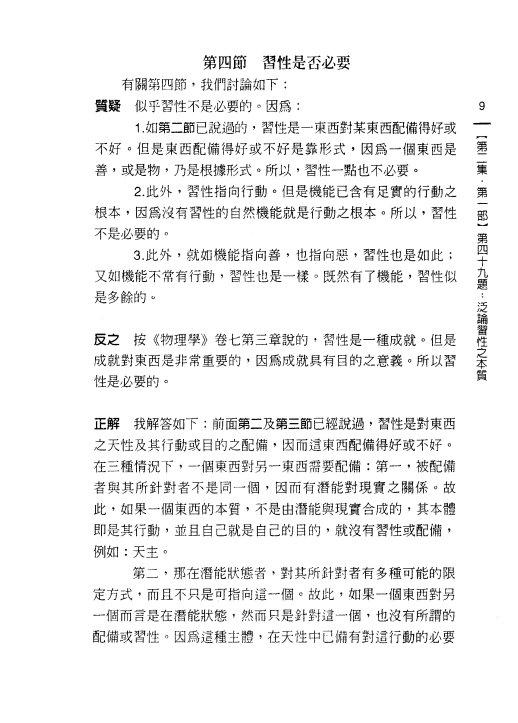 第四節　習性是否必要
有關第四節，我們討論如下：
質疑　似乎習性不是必要的。因爲：
1.如第二節已說過的，習性是一東西對某東西配備得好或
不好。但是東西配備得好或不好是靠形式，因爲一個東西是
善，或是物，乃是根據形式。所以，習性一點也不必要。
2.此外，習性指向行動。但是機能已含有足實的行動之
根本，因爲沒有習性的自然機能就是行動之根本。所以，習性
不是必要的。
3.此外，就如機能指向善，也指向惡，習性也是如此；
又如機能不常有行動，習性也是一樣。既然有了機能，習性似
是多餘的。
反之　按《物理學》卷七第三章說的，習性是一種成就。但是
成就對東西是非常重要的，因爲成就具有目的之意義。所以習
性是必要的。
正解　我解答如下：前面第二及第三節已經說過，習性是對東西
之天性及其行動或目的之配備，因而這東西配備得好或不好。
在三種情況下，一個東西對另一東西需要配備：第一，被配備
者與其所針對者不是同一個，因而有潛能對現實之關係。故
此，如果一個東西的本質，不是由潛能與現實合成的，其本體
即是其行動，並且自己就是自己的目的，就沒有習性或配備，
例如：天主。
第二，那在潛能狀態者，對其所針對者有多種可能的限
定方式，而且不只是可指向這一個。故此，如果一個東西對另
一個而言是在潛能狀態，然而只是針對這一個，也沒有所謂的
配備或習性。因爲這種主體，在天性中已備有對這行動的必要
9
【第二集．第一部】第四十九題：泛論習性之本質